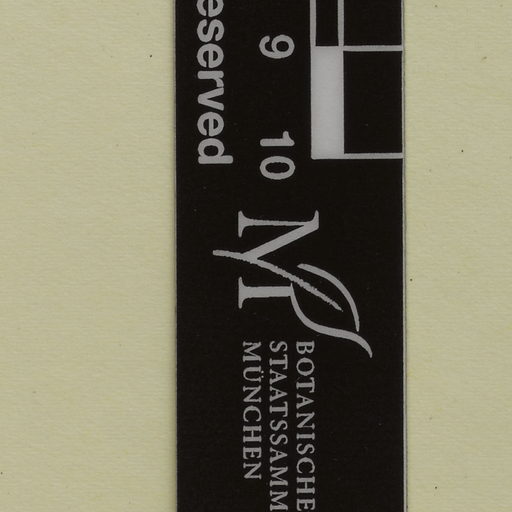 eserved
9
10
M
BOTANISCHE
STAATSSAMM
MÜNCHEN